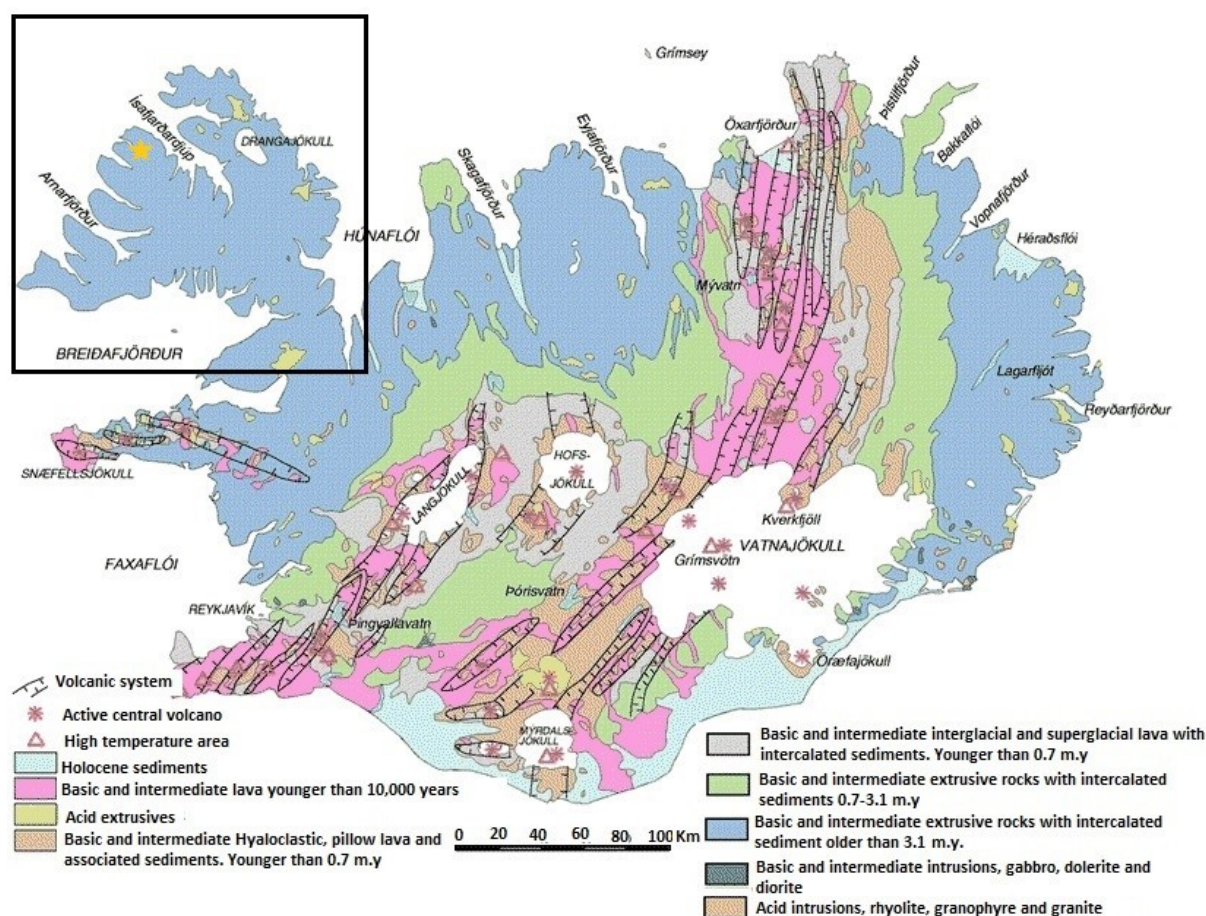 Grímsey
Ísafjarðardjúp
DRANGAJÖKULL
Arnarfjörður
HÚNAFLÓI
Skagafjörður
Eyjafjörður
Öxarfjörður
Þistilfjörður
Bakkaflói
Vopnafjörður
Héraðsflói
Mývatn
BREIÐAFJÖRÐUR
Lagarfljót
Reyðarfjörður
SNÆFELLSJÖKULL
LANGJÖKULL
HOFS-
JÖKULL
Kverkfjöll
VATNAJÖKULL
Grímsvötn
FAXAFLÓI
Þórisvatn
REYKJAVÍK
Þingvallavatn
Öræfajökull
MÝRDALS-
JÖKULL
Volcanic system
Active central volcano
High temperature area
Holocene sediments
Basic and intermediate lava younger than 10,000 years
Acid extrusives
Basic and intermediate Hyaloclastic, pillow lava and
associated sediments. Younger than 0.7 m.y
0 20 40 60 80 100 Km
Basic and intermediate interglacial and superglacial lava with
intercalated sediments. Younger than 0.7 m.y
Basic and intermediate extrusive rocks with intercalated
sediments 0.7-3.1 m.y
Basic and intermediate extrusive rocks with intercalated
sediment older than 3.1 m.y.
Basic and intermediate intrusions, gabbro, dolerite and
diorite
Acid intrusions, rhyolite, granophyre and granite